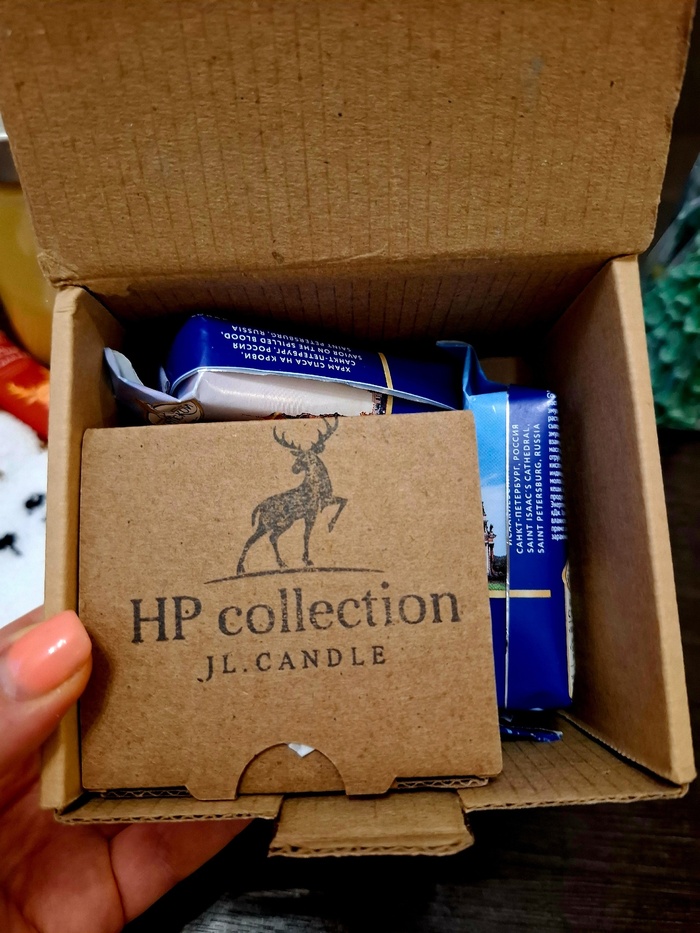 ХРАМ СПАСА НА КРОВИ.
САНКТ-ПЕТЕРБУРГ, РОССИЯ
SAVIOR ON THE SPILLED BLOOD,
SAINT PETERSBURG, RUSSIA
САНКТ-ПЕТЕРБУРГ, РОССИЯ
SAINT ISAAC'S CATHEDRAL,
SAINT PETERSBURG, RUSSIA
HP collection
JL.CANDLE